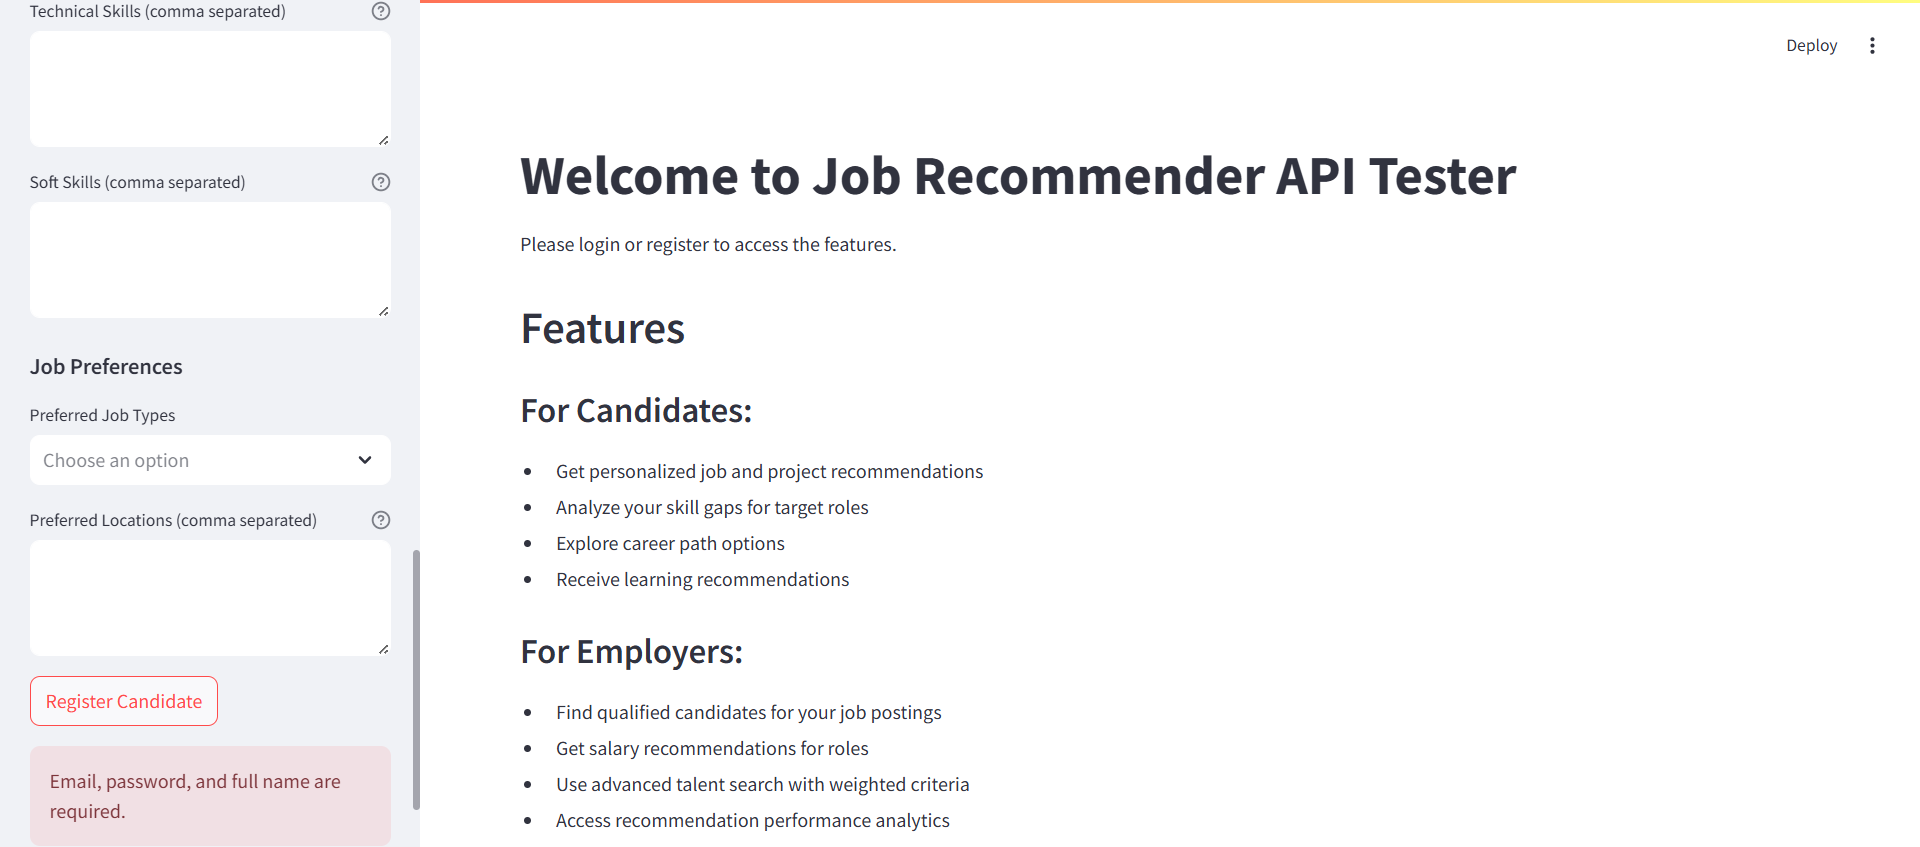 Technical Skills (comma separated)
Soft Skills (comma separated)
Job Preferences
Preferred Job Types
Choose an option
Preferred Locations (comma separated)
Register Candidate
Email, password, and full name are
required.
Deploy
Welcome to Job Recommender API Tester
Please login or register to access the features.
Features
For Candidates:
• Get personalized job and project recommendations
• Analyze your skill gaps for target roles
• Explore career path options
• Receive learning recommendations
For Employers:
• Find qualified candidates for your job postings
• Get salary recommendations for roles
• Use advanced talent search with weighted criteria
• Access recommendation performance analytics